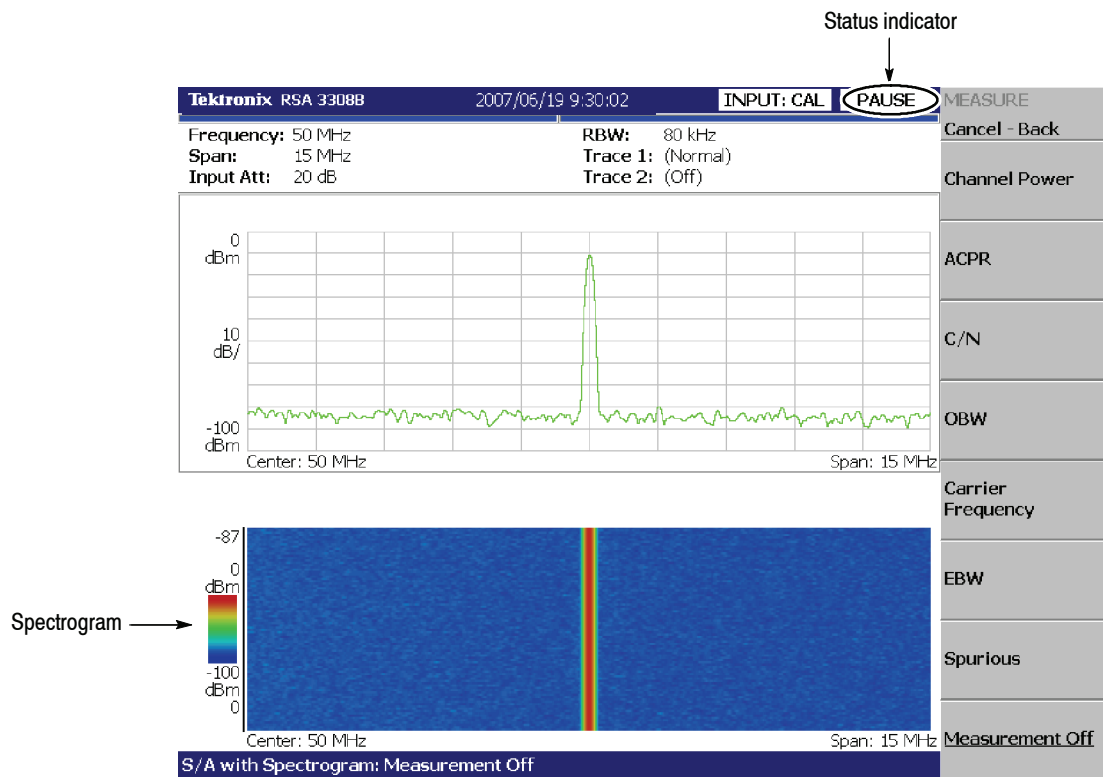 Status indicator
Tektronix RSA 3308B 2007/06/19 9:30:02 INPUT: CAL PAUSE
MEASURE
Cancel - Back
Frequency: 50 MHz RBW: 80 kHz
Span: 15 MHz Trace 1: (Normal)
Input Att: 20 dB Trace 2: (Off)
Channel Power
ACPR
C/N
OBW
Carrier
Frequency
EBW
Spurious
Measurement Off
0
dBm
10
dB/
-100
dBm
Center: 50 MHz Span: 15 MHz
-87
0
dBm
Spectrogram
-100
dBm
0
Center: 50 MHz Span: 15 MHz
S/A with Spectrogram: Measurement Off